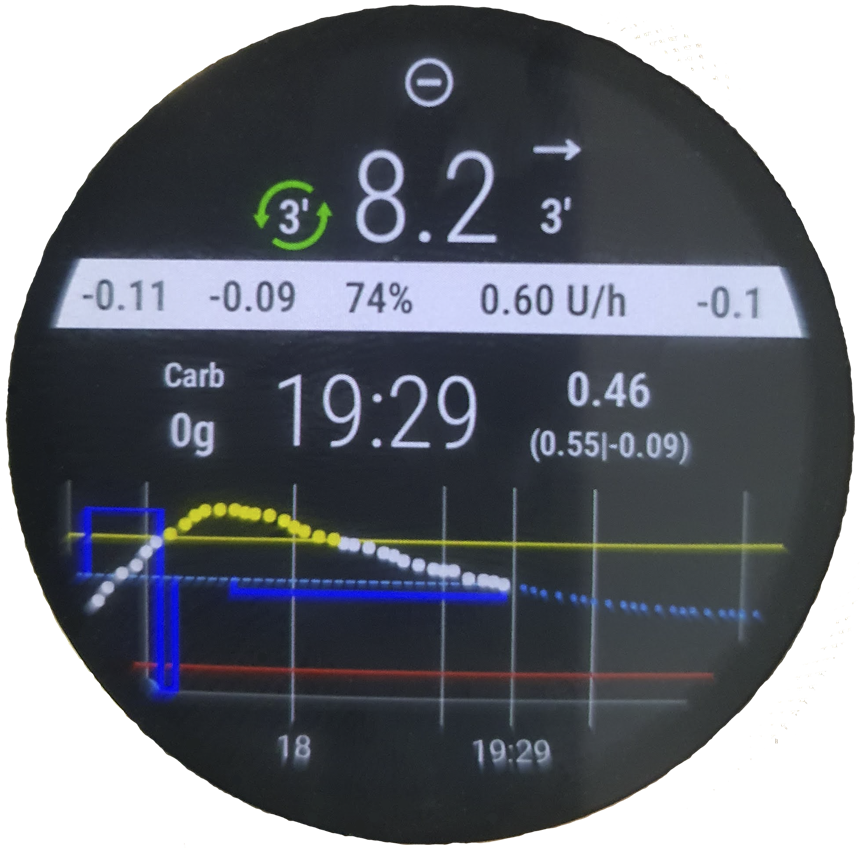 3' 8.2 → 3'
-0.11 -0.09 74% 0.60 U/h -0.1
Carb 19:29 0.46
0g (0.55|-0.09)
18 19:29